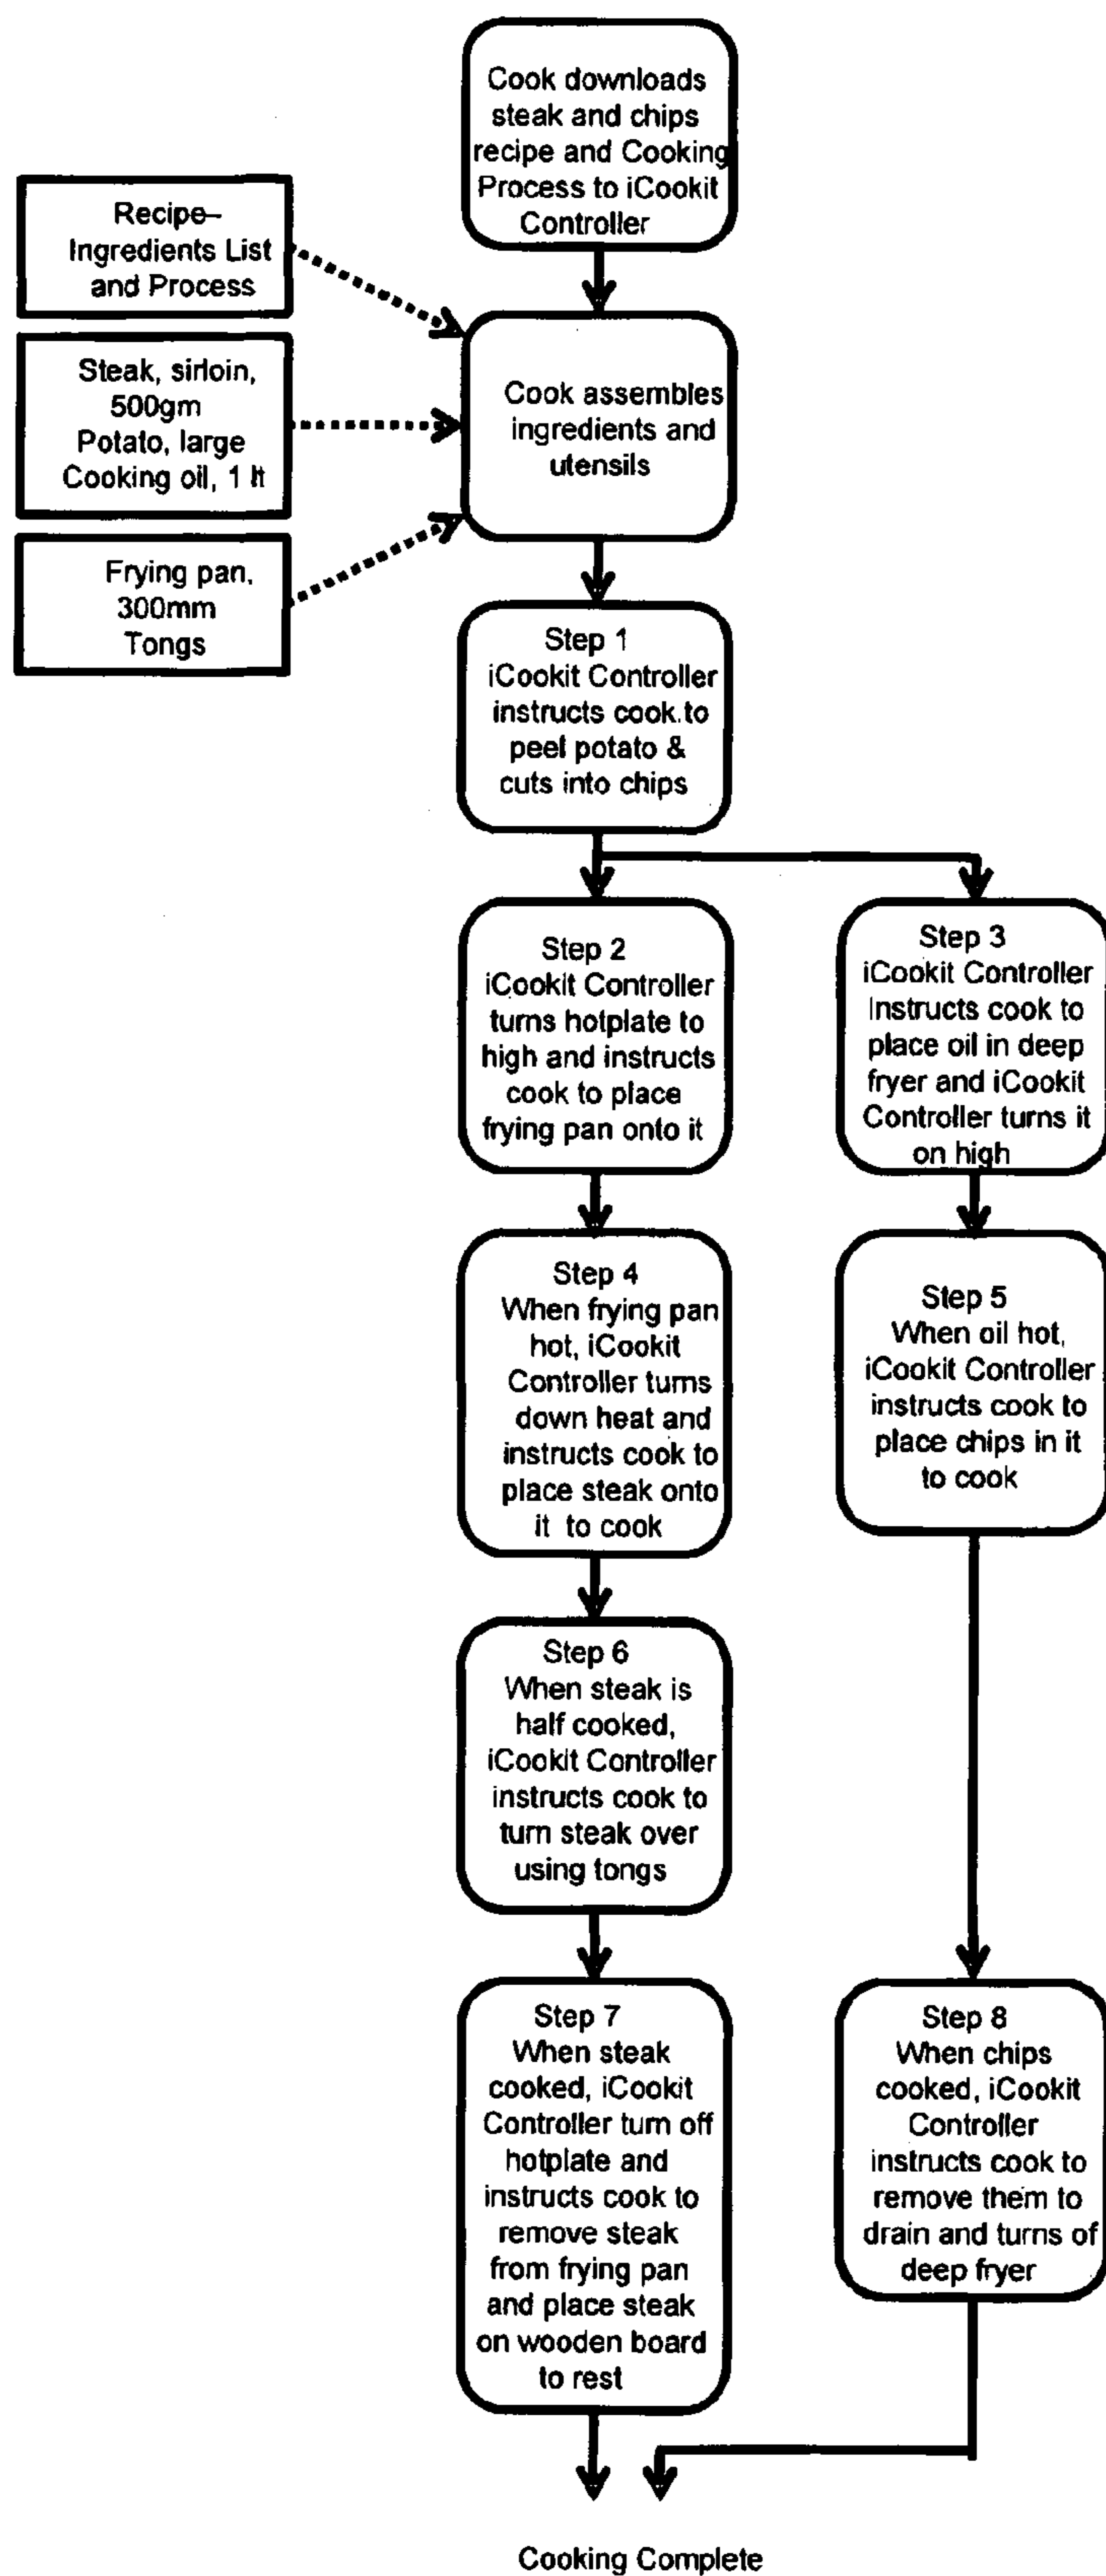 Cook downloads
steak and chips
recipe and Cooking
Process to iCookit
Controller
Recipe–
Ingredients List
and Process
Steak, sirloin,
500gm
Potato, large
Cooking oil, 1 lt
Frying pan,
300mm
Tongs
Cook assembles
ingredients and
utensils
Step 1
iCookit Controller
instructs cook to
peel potato &
cuts into chips
Step 2
iCookit Controller
turns hotplate to
high and instructs
cook to place
frying pan onto it
Step 3
iCookit Controller
Instructs cook to
place oil in deep
fryer and iCookit
Controller turns it
on high
Step 4
When frying pan
hot, iCookit
Controller turns
down heat and
instructs cook to
place steak onto
it to cook
Step 5
When oil hot,
iCookit Controller
instructs cook to
place chips in it
to cook
Step 6
When steak is
half cooked,
iCookit Controller
instructs cook to
turn steak over
using tongs
Step 7
When steak
cooked, iCookit
Controller turn off
hotplate and
instructs cook to
remove steak
from frying pan
and place steak
on wooden board
to rest
Step 8
When chips
cooked, iCookit
Controller
instructs cook to
remove them to
drain and turns of
deep fryer
Cooking Complete